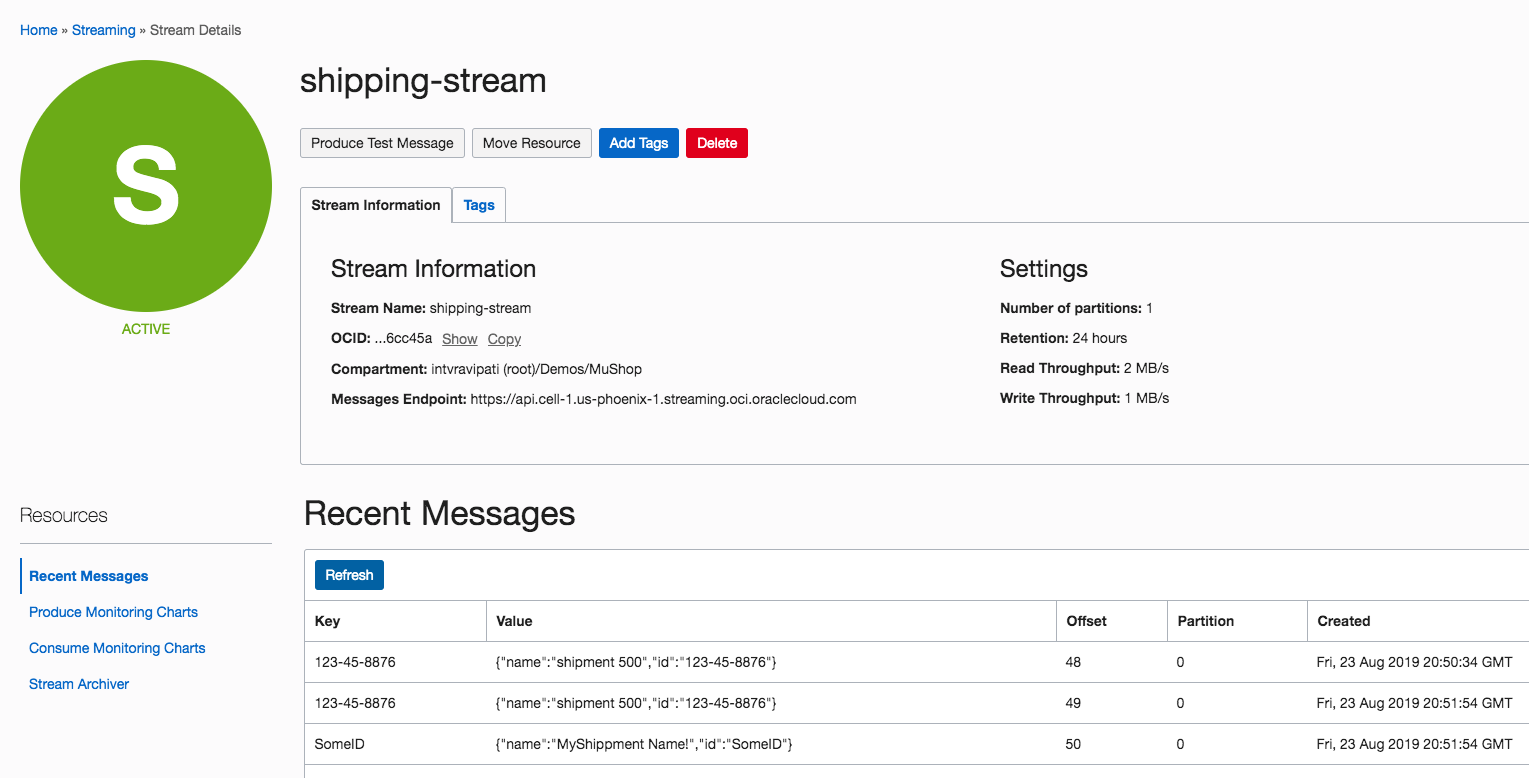 Home » Streaming » Stream Details
S
ACTIVE
shipping-stream
Produce Test Message Move Resource Add Tags Delete
Stream Information Tags
Stream Information
Stream Name: shipping-stream
OCID: ...6cc45a Show Copy
Compartment: intvravipati (root)/Demos/MuShop
Messages Endpoint: https://api.cell-1.us-phoenix-1.streaming.oci.oraclecloud.com
Settings
Number of partitions: 1
Retention: 24 hours
Read Throughput: 2 MB/s
Write Throughput: 1 MB/s
Resources
Recent Messages
Produce Monitoring Charts
Consume Monitoring Charts
Stream Archiver
Recent Messages
Refresh
Key Value Offset Partition Created
123-45-8876 {"name":"shipment 500","id":"123-45-8876"} 48 0 Fri, 23 Aug 2019 20:50:34 GMT
123-45-8876 {"name":"shipment 500","id":"123-45-8876"} 49 0 Fri, 23 Aug 2019 20:51:54 GMT
SomeID {"name":"MyShippment Name!","id":"SomeID"} 50 0 Fri, 23 Aug 2019 20:51:54 GMT